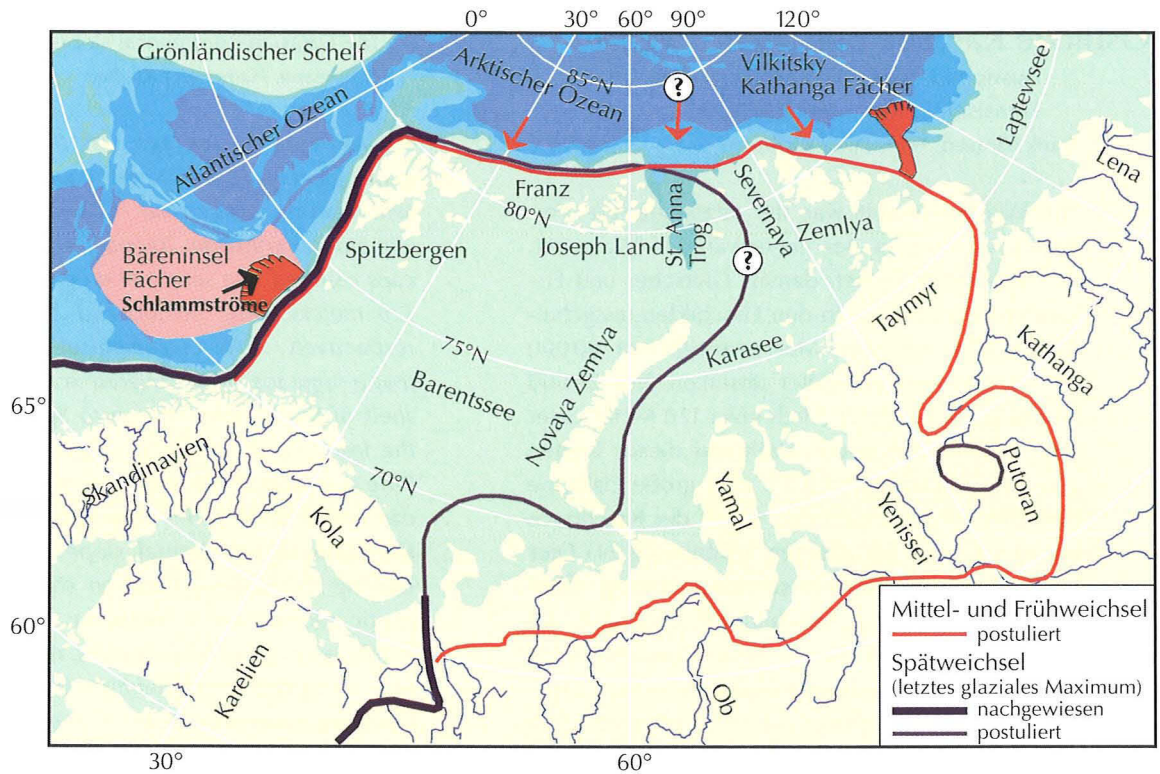 0° 30° 60° 90° 120°
Grönländischer Schelf
Arktischer Ozean
85°N
?
Vilkitsky
Kathanga Fächer
Laptewsee
Lena
Atlantischer Ozean
Franz
80°N
Joseph Land
St. Anna
Trog
Severnaya
Zemlya
Bäreninsel
Fächer
Schlammströme
Spitzbergen
?
Taymyr
Kathanga
75°N
Barentssee
Novaya Zemlya
Karasee
65°
Skandinavien
70°N
Kola
Yamal
Yenissei
Putoran
60°
Karelien
Ob
Mittel- und Frühweichsel
postuliert
Spätweichsel
(letztes glaziales Maximum)
nachgewiesen
postuliert
30° 60°